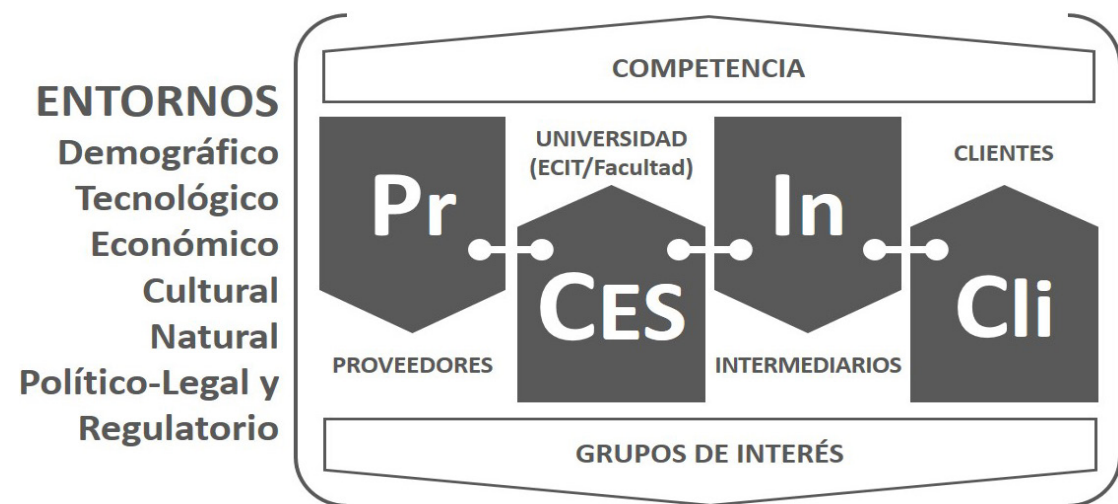 ENTORNOS
Demográfico
Tecnológico
Económico
Cultural
Natural
Político-Legal y
Regulatorio
COMPETENCIA
Pr
PROVEEDORES
UNIVERSIDAD
(ECIT/Facultad)
CES
In
INTERMEDIARIOS
CLIENTES
Cli
GRUPOS DE INTERÉS